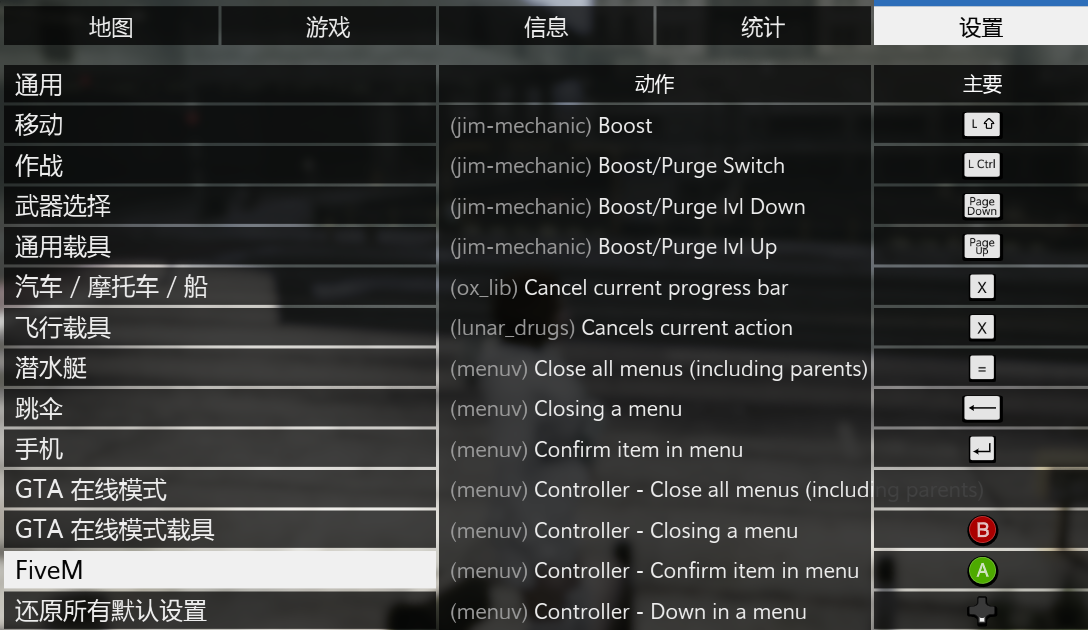 地图 游戏 信息 统计 设置
通用 动作 主要
移动 (jim-mechanic) Boost L ⇧
作战 (jim-mechanic) Boost/Purge Switch L Ctrl
武器选择 (jim-mechanic) Boost/Purge lvl Down Page Down
通用载具 (jim-mechanic) Boost/Purge lvl Up Page Up
汽车 / 摩托车 / 船 (ox_lib) Cancel current progress bar X
飞行载具 (lunar_drugs) Cancels current action X
潜水艇 (menuv) Close all menus (including parents) =
跳伞 (menuv) Closing a menu
手机 (menuv) Confirm item in menu
GTA 在线模式 (menuv) Controller - Close all menus (including parents)
GTA 在线模式载具 (menuv) Controller - Closing a menu B
FiveM (menuv) Controller - Confirm item in menu A
还原所有默认设置 (menuv) Controller - Down in a menu